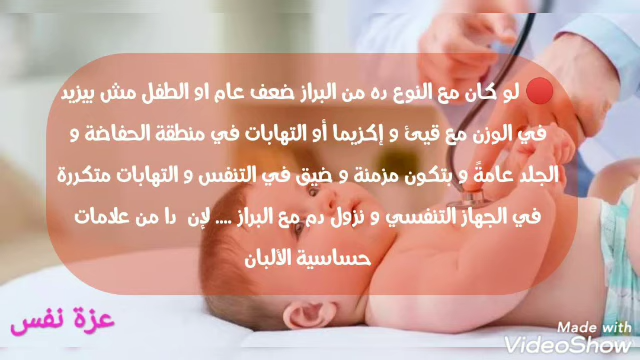 🔴 لو كان مع النوع ده من البراز ضعف عام او الطفل مش بيزيد
في الوزن مع قيئ و إكزيما أو التهابات في منطقة الحفاضة و
الجلد عامةً و بتكون مزمنة و ضيق في التنفس و التهابات متكررة
في الجهاز التنفسي و نزول دم مع البراز .... لإن دا من علامات
حساسية الألبان
عزة نفس
Made with
VideoShow